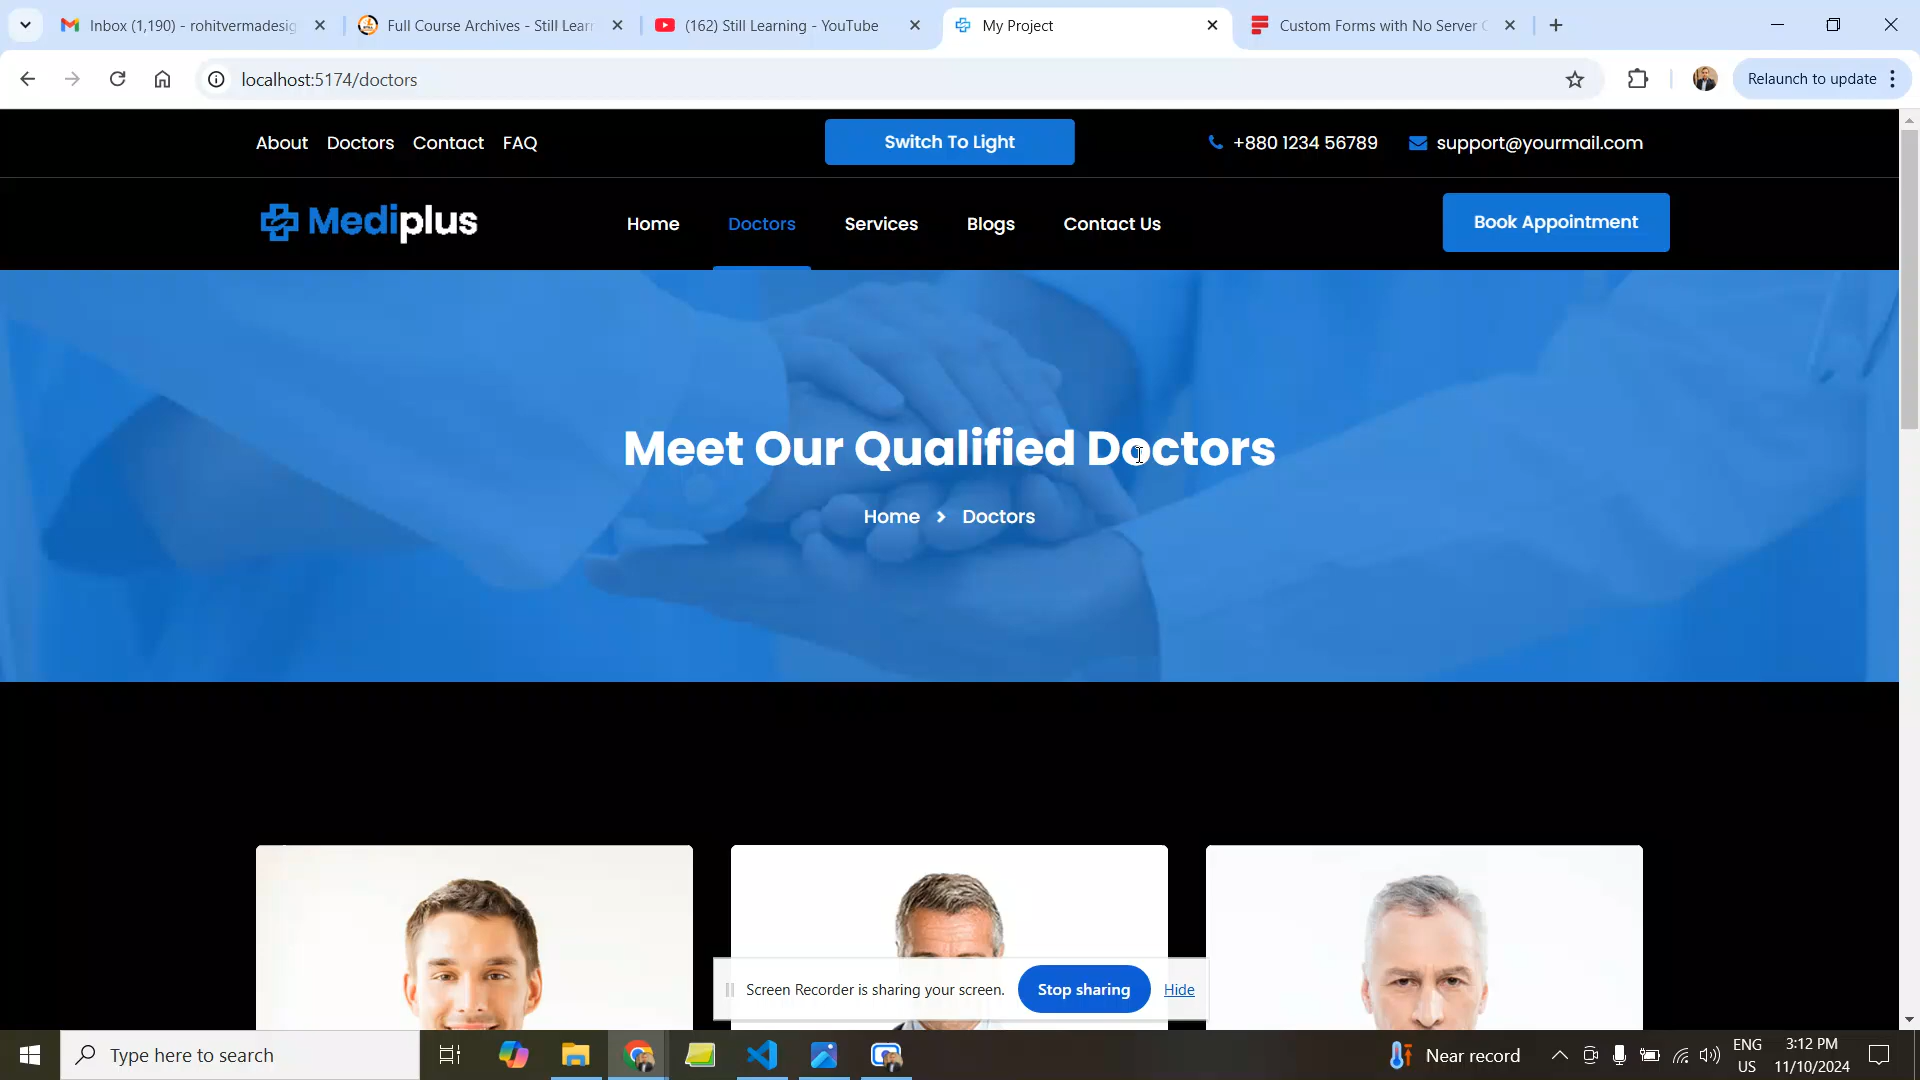 Inbox (1,190) - rohitvermadesig
Full Course Archives - Still Lear
(162) Still Learning - YouTube
My Project
Custom Forms with No Server C
localhost:5174/doctors
Relaunch to update
About Doctors Contact FAQ
Switch To Light
+880 1234 56789
support@yourmail.com
Mediplus
Home Doctors Services Blogs Contact Us
Book Appointment
Meet Our Qualified Doctors
Home > Doctors
Screen Recorder is sharing your screen.
Stop sharing
Hide
Type here to search
Near record
ENG
US
3:12 PM
11/10/2024